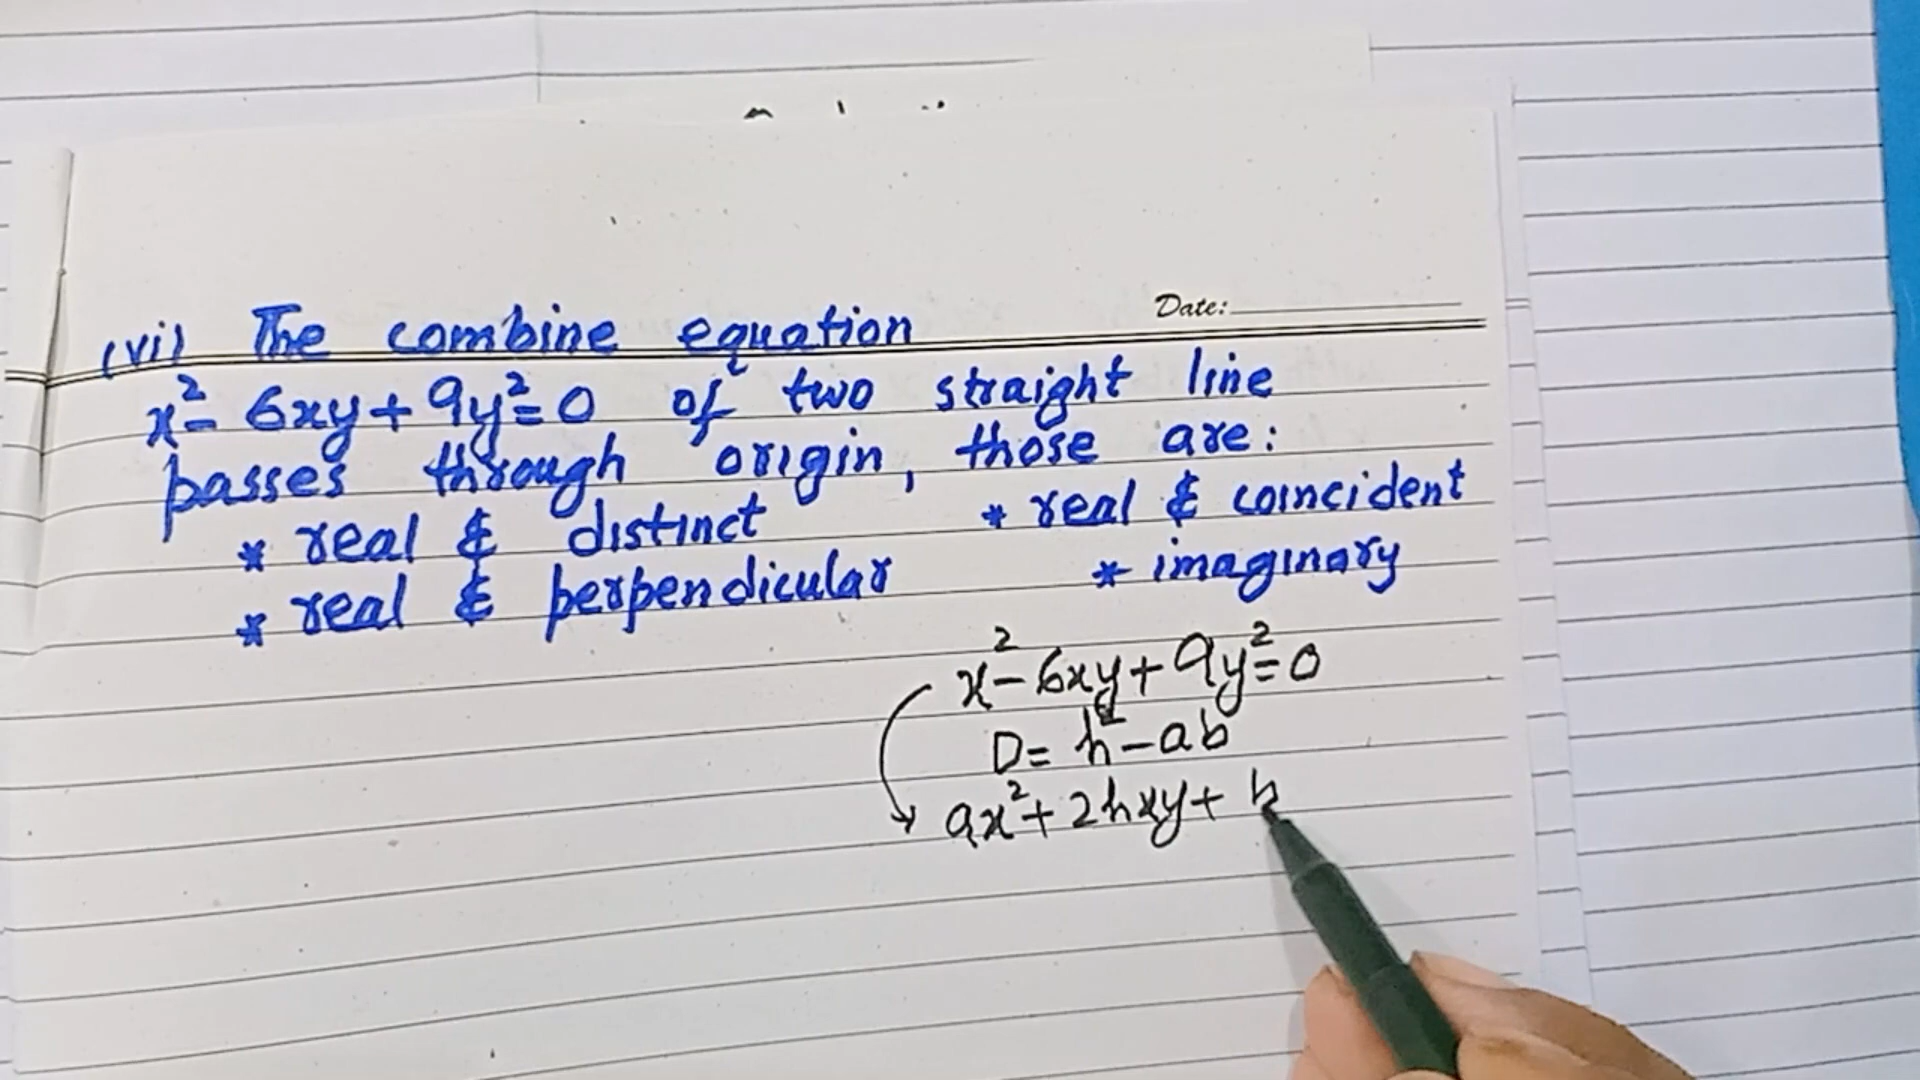 Date:
(vi) The combine equation
x² - 6xy + 9y² = 0 of two straight line
passes through origin, those are:
* real & distinct * real & coincident
* real & perpendicular * imaginary
x² - 6xy + 9y² = 0
D = h² - ab
ax² + 2hxy + b